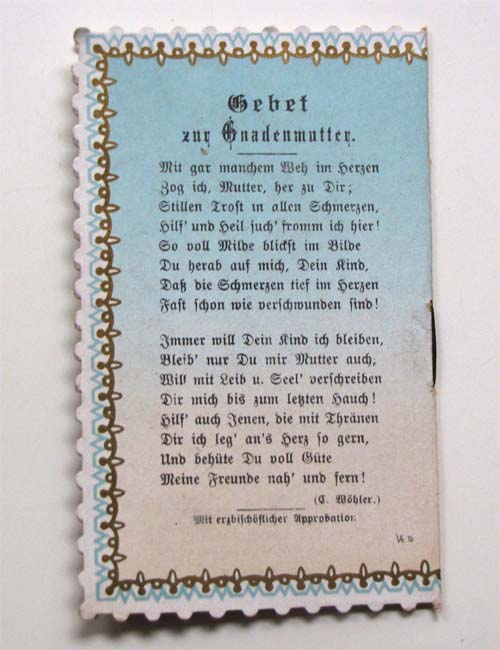 Gebet
zur Gnadenmutter.
Mit gar manchem Weh im Herzen
Zog ich, Mutter, her zu Dir;
Stillen Trost in allen Schmerzen,
Hilf' und Heil such' fromm ich hier!
So voll Milde blickst im Bilde
Du herab auf mich, Dein Kind,
Daß die Schmerzen tief im Herzen
Fast schon wie verschwunden sind!
Immer will Dein Kind ich bleiben,
Bleib' nur Du mir Mutter auch;
Will mit Leib u. Seel' verschreiben
Dir mich bis zum letzten Hauch!
Hilf' auch Jenen, die mit Thränen
Dir ich leg' an's Herz so gern,
Und behüte Du voll Güte
Meine Freunde nah' und fern!
(C. Wöhler.)
Mit erzbischöflicher Approbation.